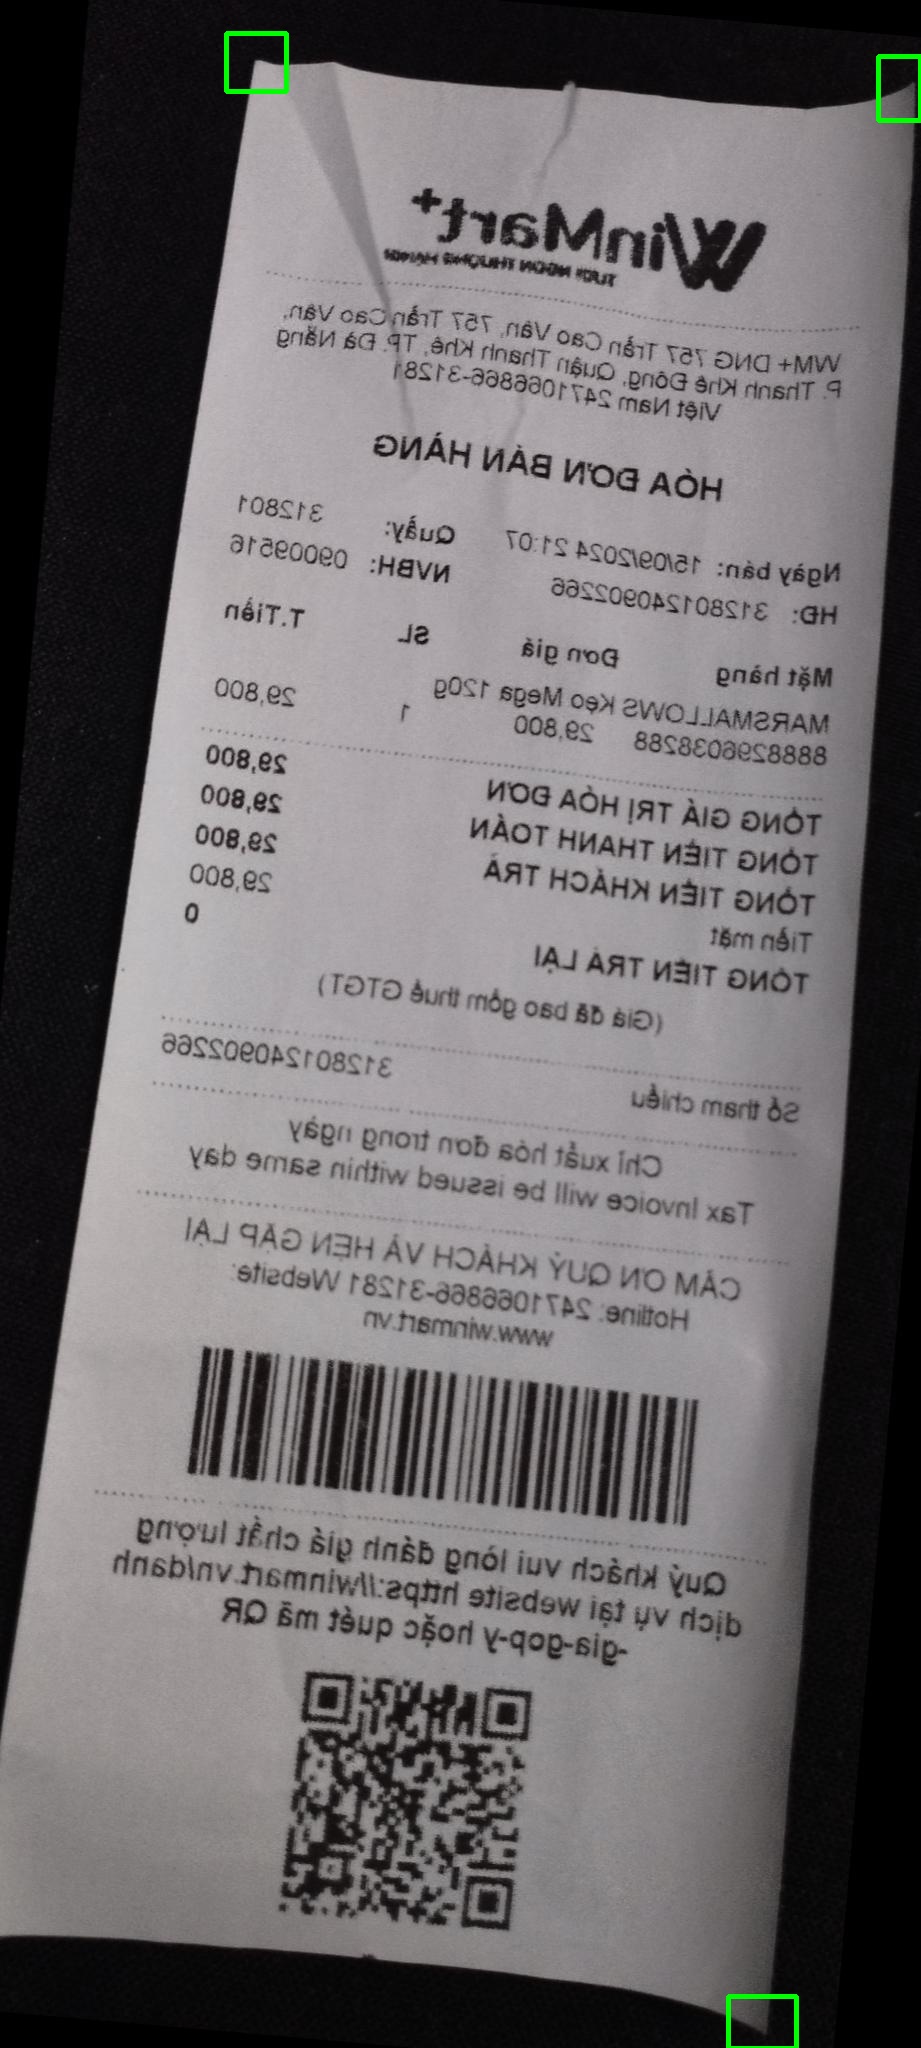 WinMart+
TƯƠI NGON THƯỢNG HẠNG
WM+ DNG 757 Trần Cao Vân, 757 Trần Cao Vân,
P. Thanh Khê Đông, Quận Thanh Khê, TP. Đà Nẵng
Việt Nam 2471066866-31281
HÓA ĐƠN BÁN HÀNG
Ngày bán: 15/09/2024 21:07 Quầy: 312801
HĐ: 312801240902266 NVBH: 09009516
Mặt hàng Đơn giá SL T.Tiền
MARSMALLOWS Kẹo Mega 120g
8888296038288 29,800 1 29,800
TỔNG GIÁ TRỊ HÓA ĐƠN 29,800
TỔNG TIỀN THANH TOÁN 29,800
TỔNG TIỀN KHÁCH TRẢ 29,800
Tiền mặt 29,800
TỔNG TIỀN TRẢ LẠI 0
(Giá đã bao gồm thuế GTGT)
Số tham chiếu 312801240902266
Chỉ xuất hóa đơn trong ngày
Tax Invoice will be issued within same day
CẢM ƠN QUÝ KHÁCH VÀ HẸN GẶP LẠI
Hotline: 2471066866-31281 Website:
www.winmart.vn
Quý khách vui lòng đánh giá chất lượng
dịch vụ tại website https://winmart.vn/danh
-gia-gop-y hoặc quét mã QR